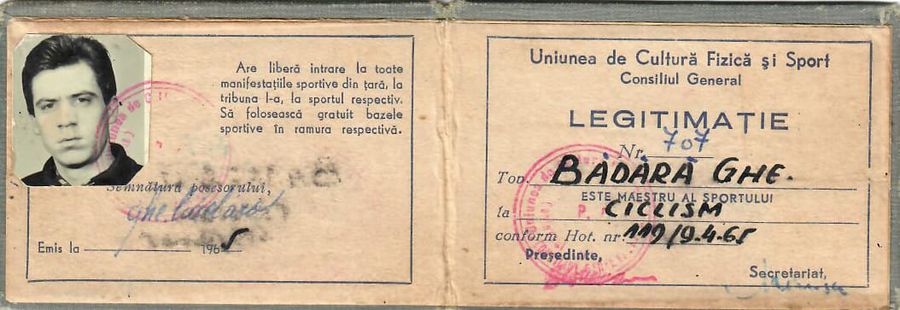 Are liberă intrare la toate
manifestațiile sportive din țară, la
tribuna I-a, la sportul respectiv.
Să folosească gratuit bazele
sportive în ramura respectivă.
Semnătura posesorului,
Emis la 1965
Uniunea de Cultură Fizică și Sport
Consiliul General
LEGITIMAȚIE
Nr. 707
Tov. BĂDĂRĂ GHE.
ESTE MAESTRU AL SPORTULUI
la CICLISM
conform Hot. nr. 119/9.4.65
Președinte,
Secretariat,